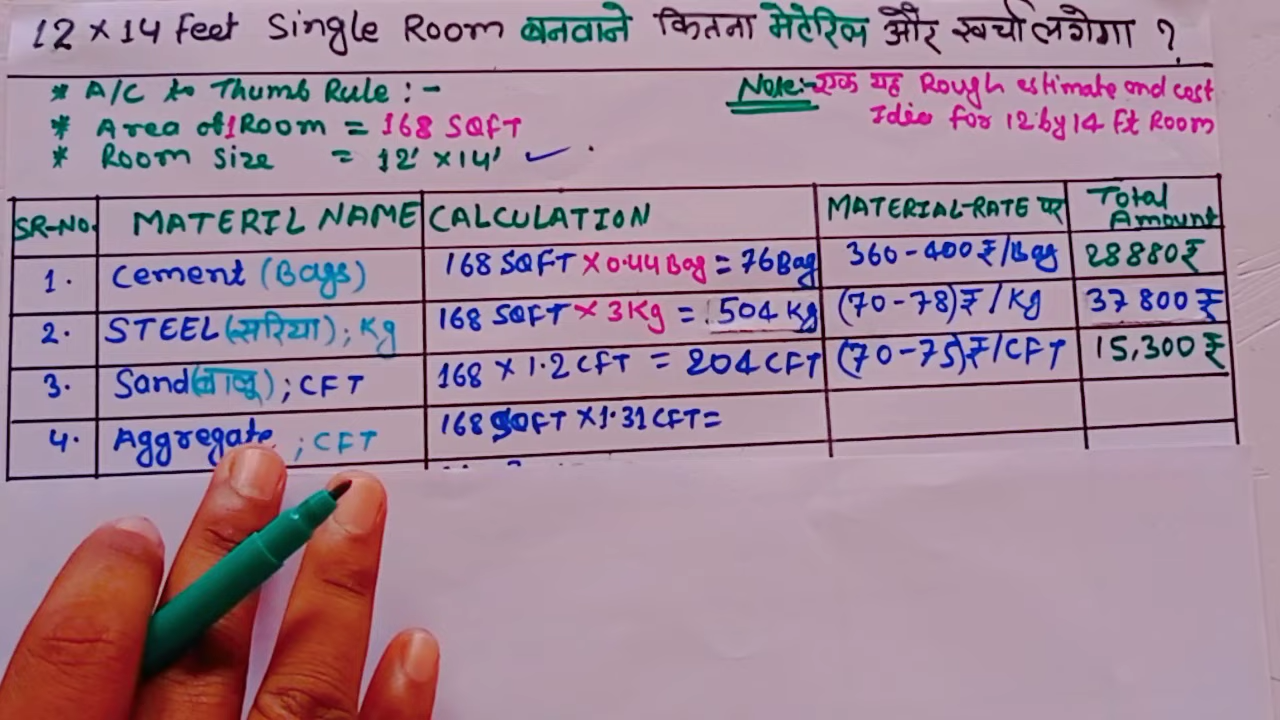 12 × 14 Feet Single Room बनवाने कितना मेटेरियल और खर्चा लगेगा ?
* A/C to Thumb Rule :-
* Area of 1 Room = 168 SQFT
* Room Size = 12' × 14' ✓
Note:- एक यह Rough estimate and cost
Idie for 12 by 14 Ft Room
SR-NO. MATERIL NAME CALCULATION MATERIAL-RATE पर Total Amount
1. Cement (Bags) 168 SQFT × 0.44 Bag = 76 Bag 360-400₹/Bag 28880₹
2. STEEL (सरिया); Kg 168 SQFT × 3Kg = 504 Kg (70-78)₹/Kg 37800₹
3. Sand (बालू); CFT 168 × 1.2 CFT = 204 CFT (70-75)₹/CFT 15,300₹
4. Aggregate ; CFT 168 SQFT × 1.31 CFT=